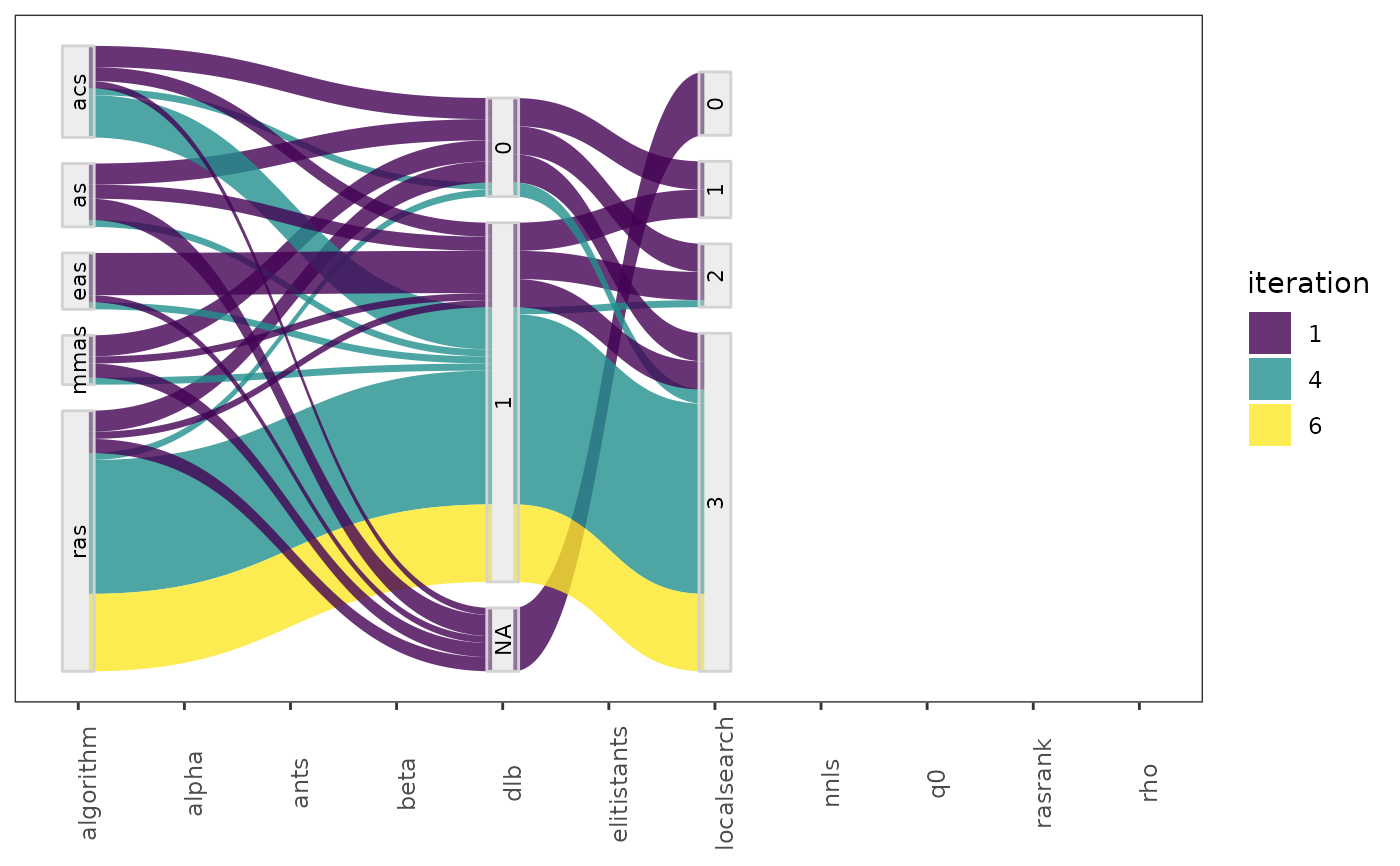 acs
as
eas
mmas
ras
0
1
NA
0
1
2
3
algorithm
alpha
ants
beta
dlb
elitistants
localsearch
nnls
q0
rasrank
rho
iteration
1
4
6